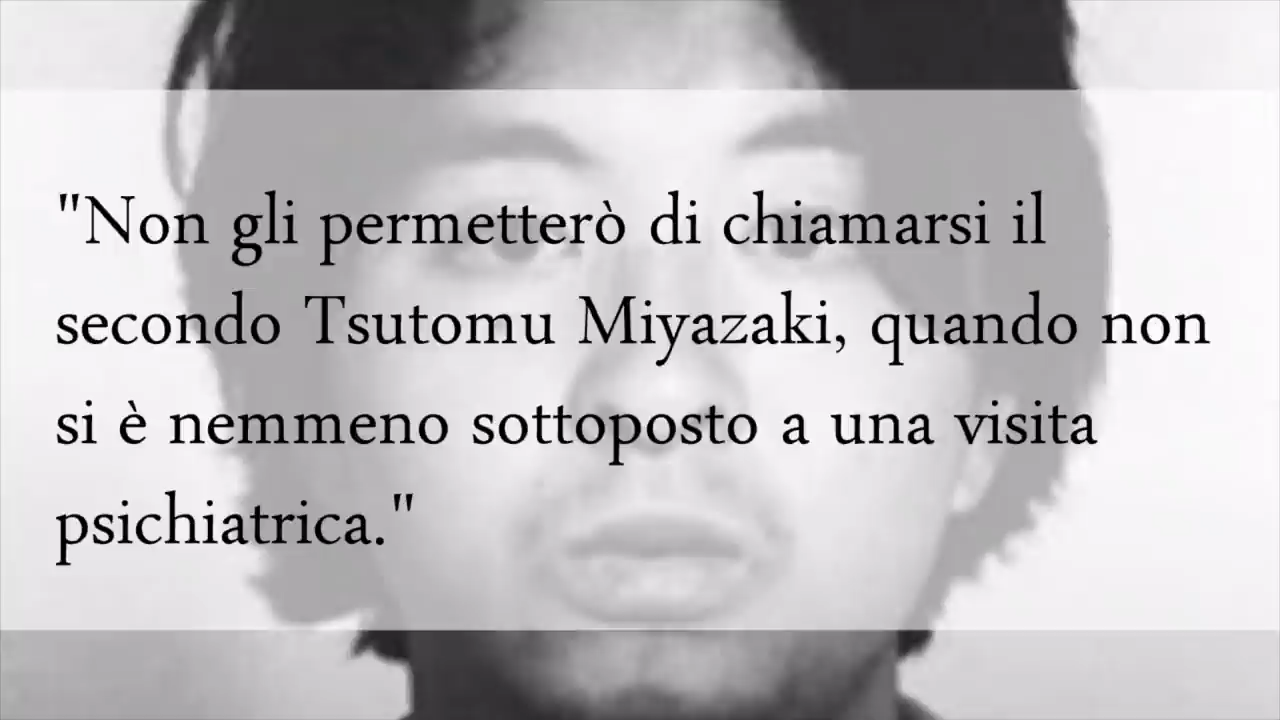 "Non gli permetterò di chiamarsi il
secondo Tsutomu Miyazaki, quando non
si è nemmeno sottoposto a una visita
psichiatrica."